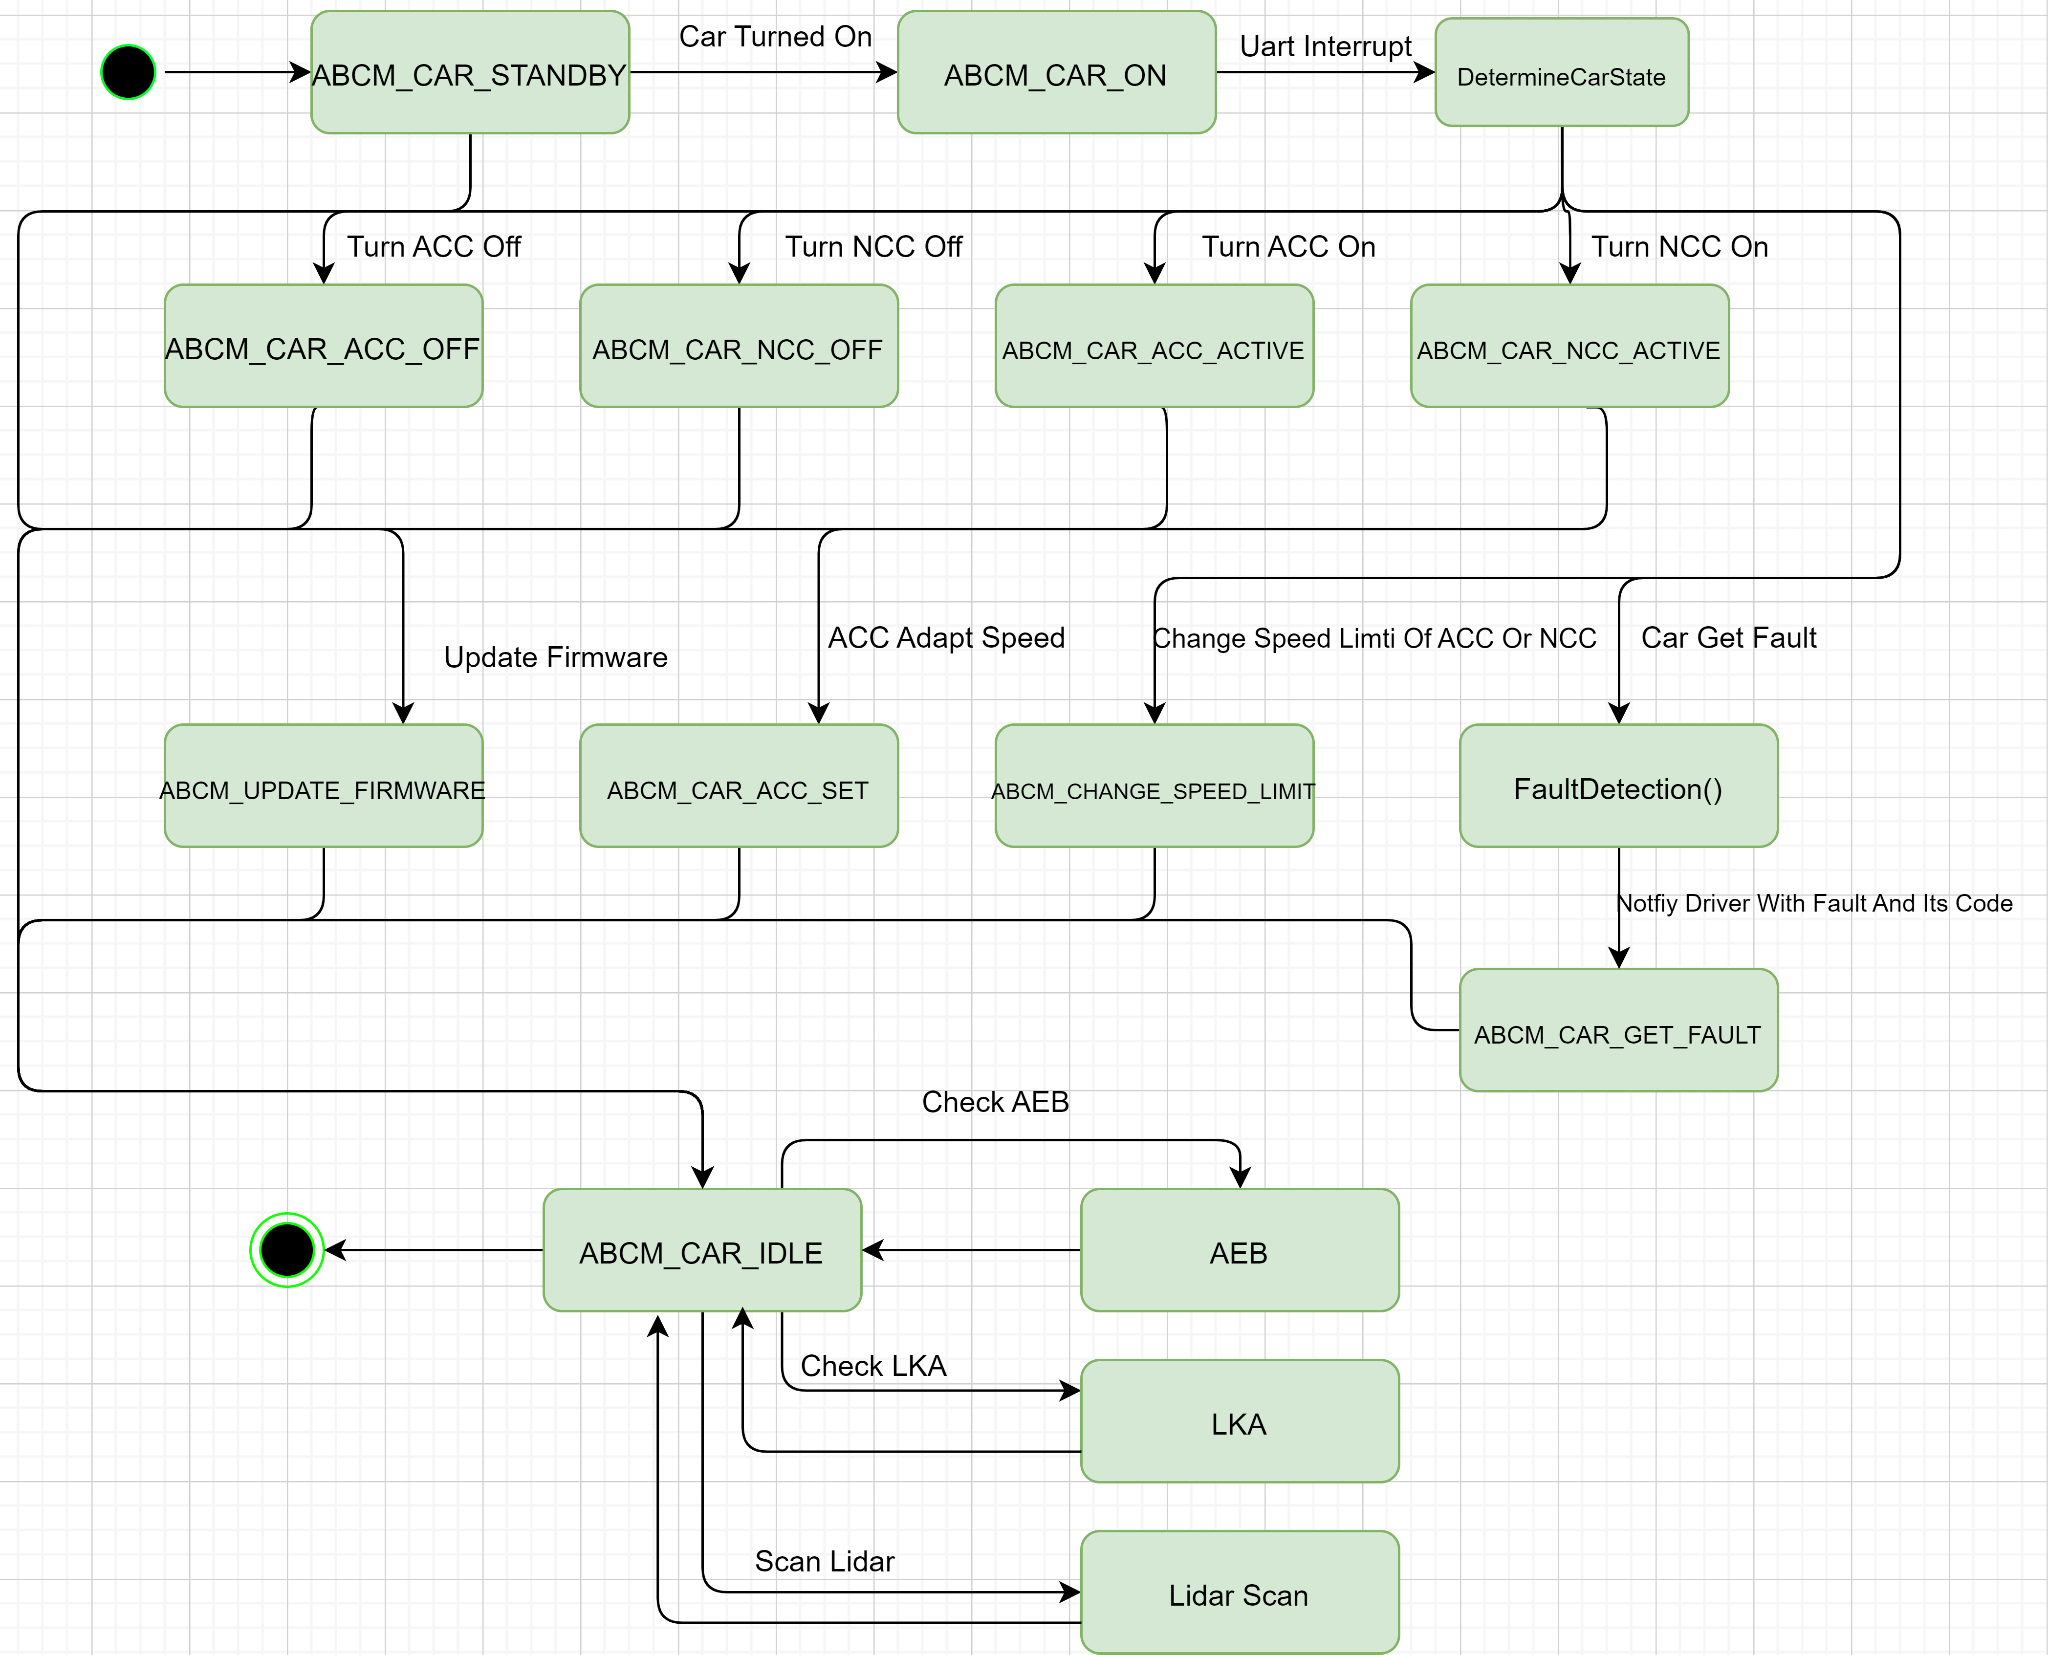 ABCM_CAR_STANDBY
Car Turned On
ABCM_CAR_ON
Uart Interrupt
DetermineCarState
Turn ACC Off
Turn NCC Off
Turn ACC On
Turn NCC On
ABCM_CAR_ACC_OFF
ABCM_CAR_NCC_OFF
ABCM_CAR_ACC_ACTIVE
ABCM_CAR_NCC_ACTIVE
Update Firmware
ACC Adapt Speed
Change Speed Limti Of ACC Or NCC
Car Get Fault
ABCM_UPDATE_FIRMWARE
ABCM_CAR_ACC_SET
ABCM_CHANGE_SPEED_LIMIT
FaultDetection()
Notfiy Driver With Fault And Its Code
ABCM_CAR_GET_FAULT
Check AEB
ABCM_CAR_IDLE
AEB
Check LKA
LKA
Scan Lidar
Lidar Scan